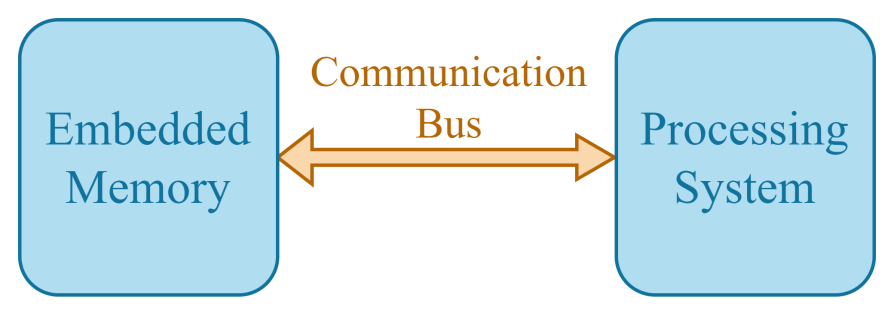 Embedded
Memory
Communication
Bus
Processing
System